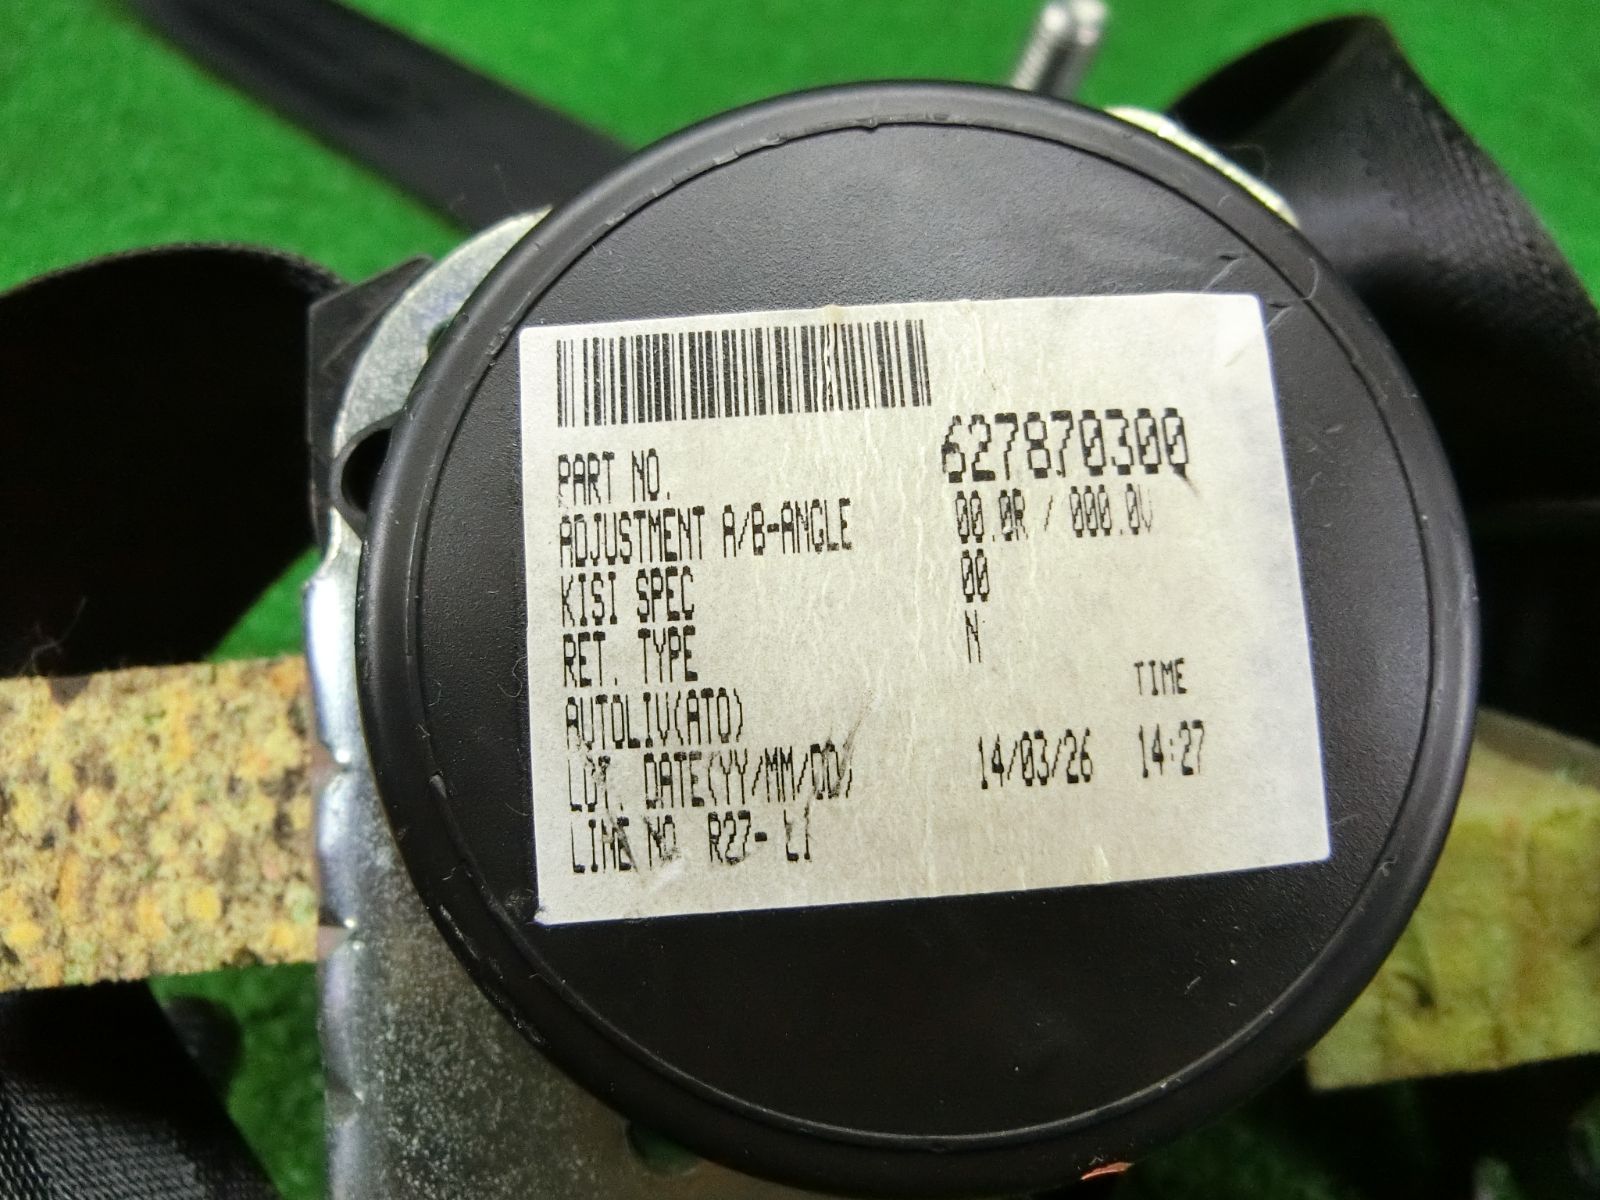 PART NO. 627870300
ADJUSTMENT A/B-ANGLE 00.0R / 000.0V
KISI SPEC 00
RET. TYPE N
AUTOLIV(ATO) TIME
LOT. DATE(YY/MM/DD) 14/03/26 14:27
LINE NO R27- LI